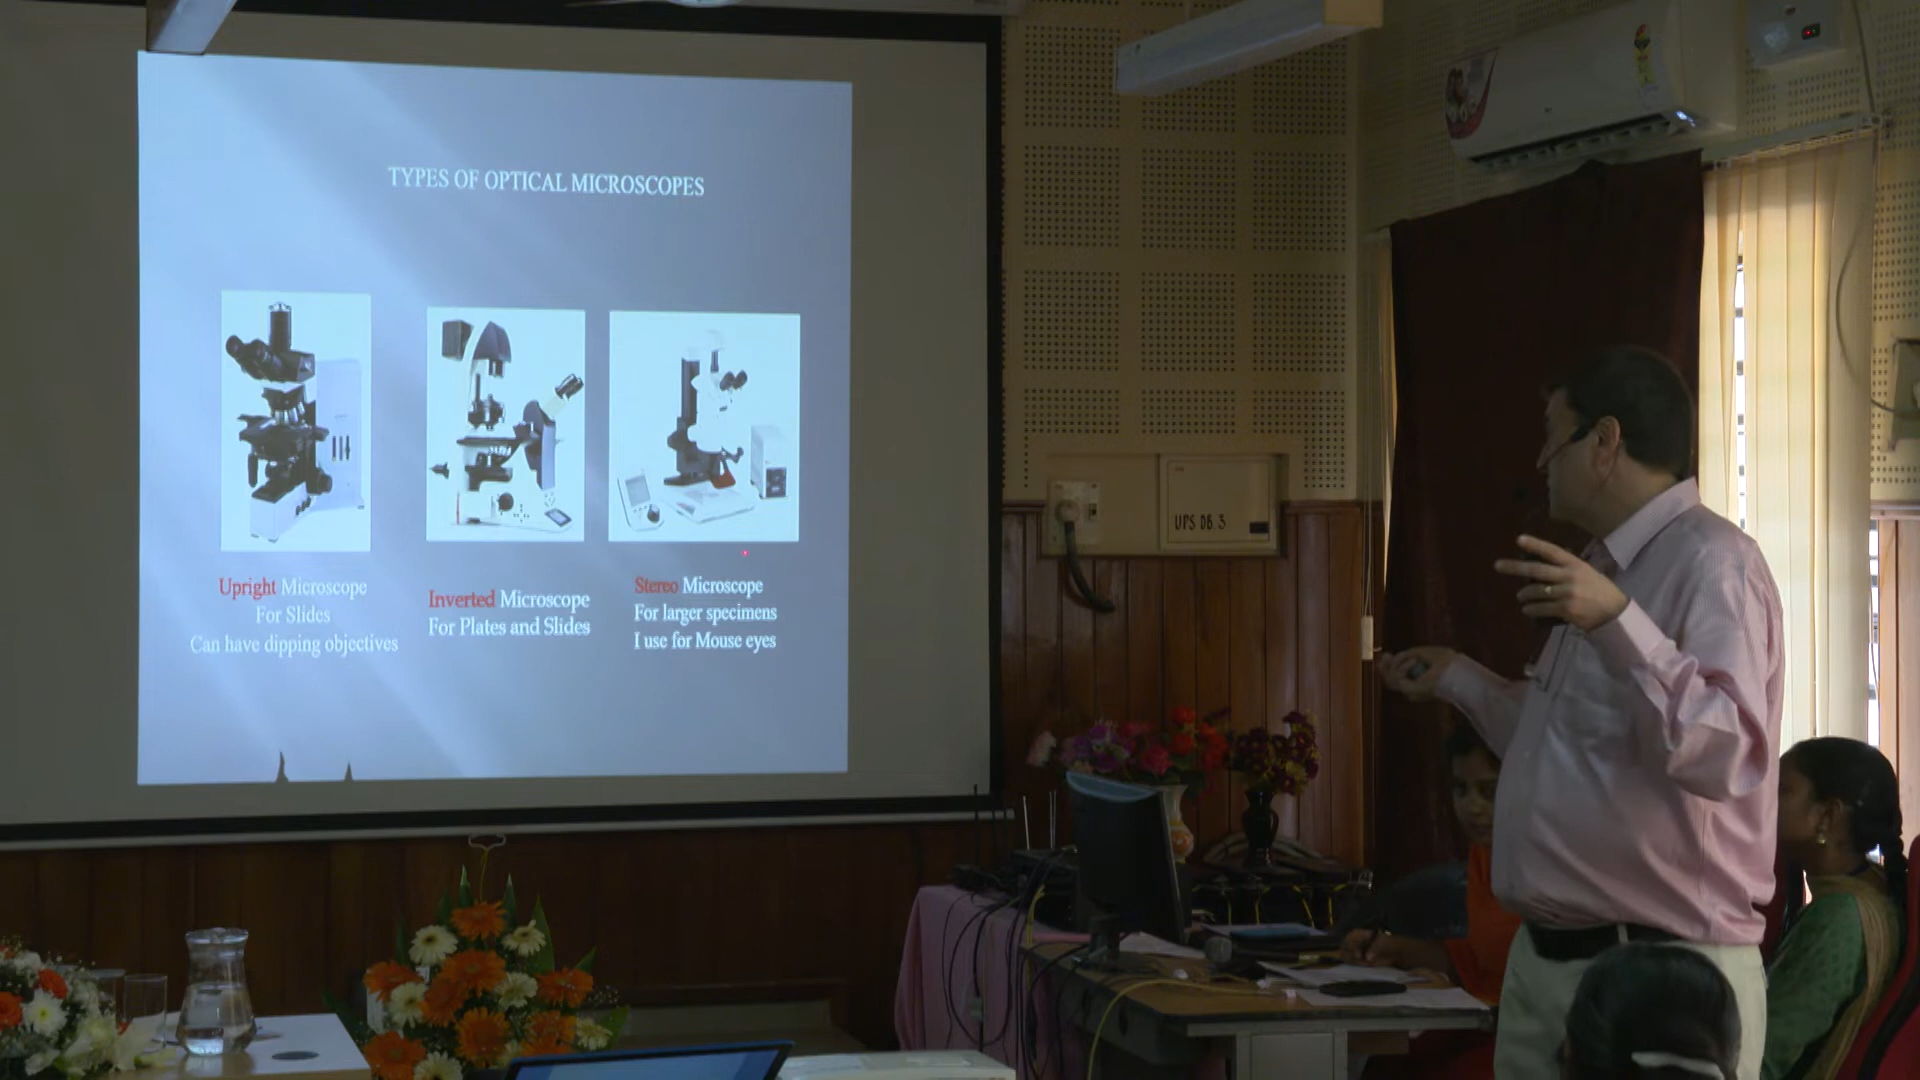 TYPES OF OPTICAL MICROSCOPES
Upright Microscope
For Slides
Can have dipping objectives
Inverted Microscope
For Plates and Slides
Stereo Microscope
For larger specimens
I use for Mouse eyes
UPS DB. 3